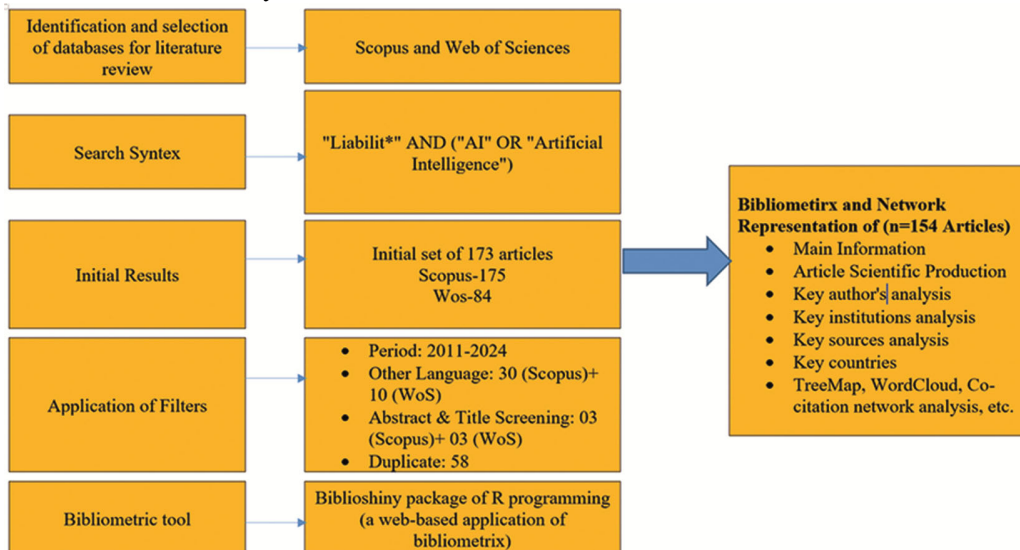 Identification and selection
of databases for literature
review
Scopus and Web of Sciences
Search Syntex
"Liabilit*" AND ("AI" OR "Artificial
Intelligence")
Initial Results
Initial set of 173 articles
Scopus-175
Wos-84
Application of Filters
• Period: 2011-2024
• Other Language: 30 (Scopus)+
10 (WoS)
• Abstract & Title Screening: 03
(Scopus)+ 03 (WoS)
• Duplicate: 58
Bibliometric tool
Biblioshiny package of R programming
(a web-based application of
bibliometrix)
Bibliometirx and Network
Representation of (n=154 Articles)
• Main Information
• Article Scientific Production
• Key author's analysis
• Key institutions analysis
• Key sources analysis
• Key countries
• TreeMap, WordCloud, Co-
citation network analysis, etc.